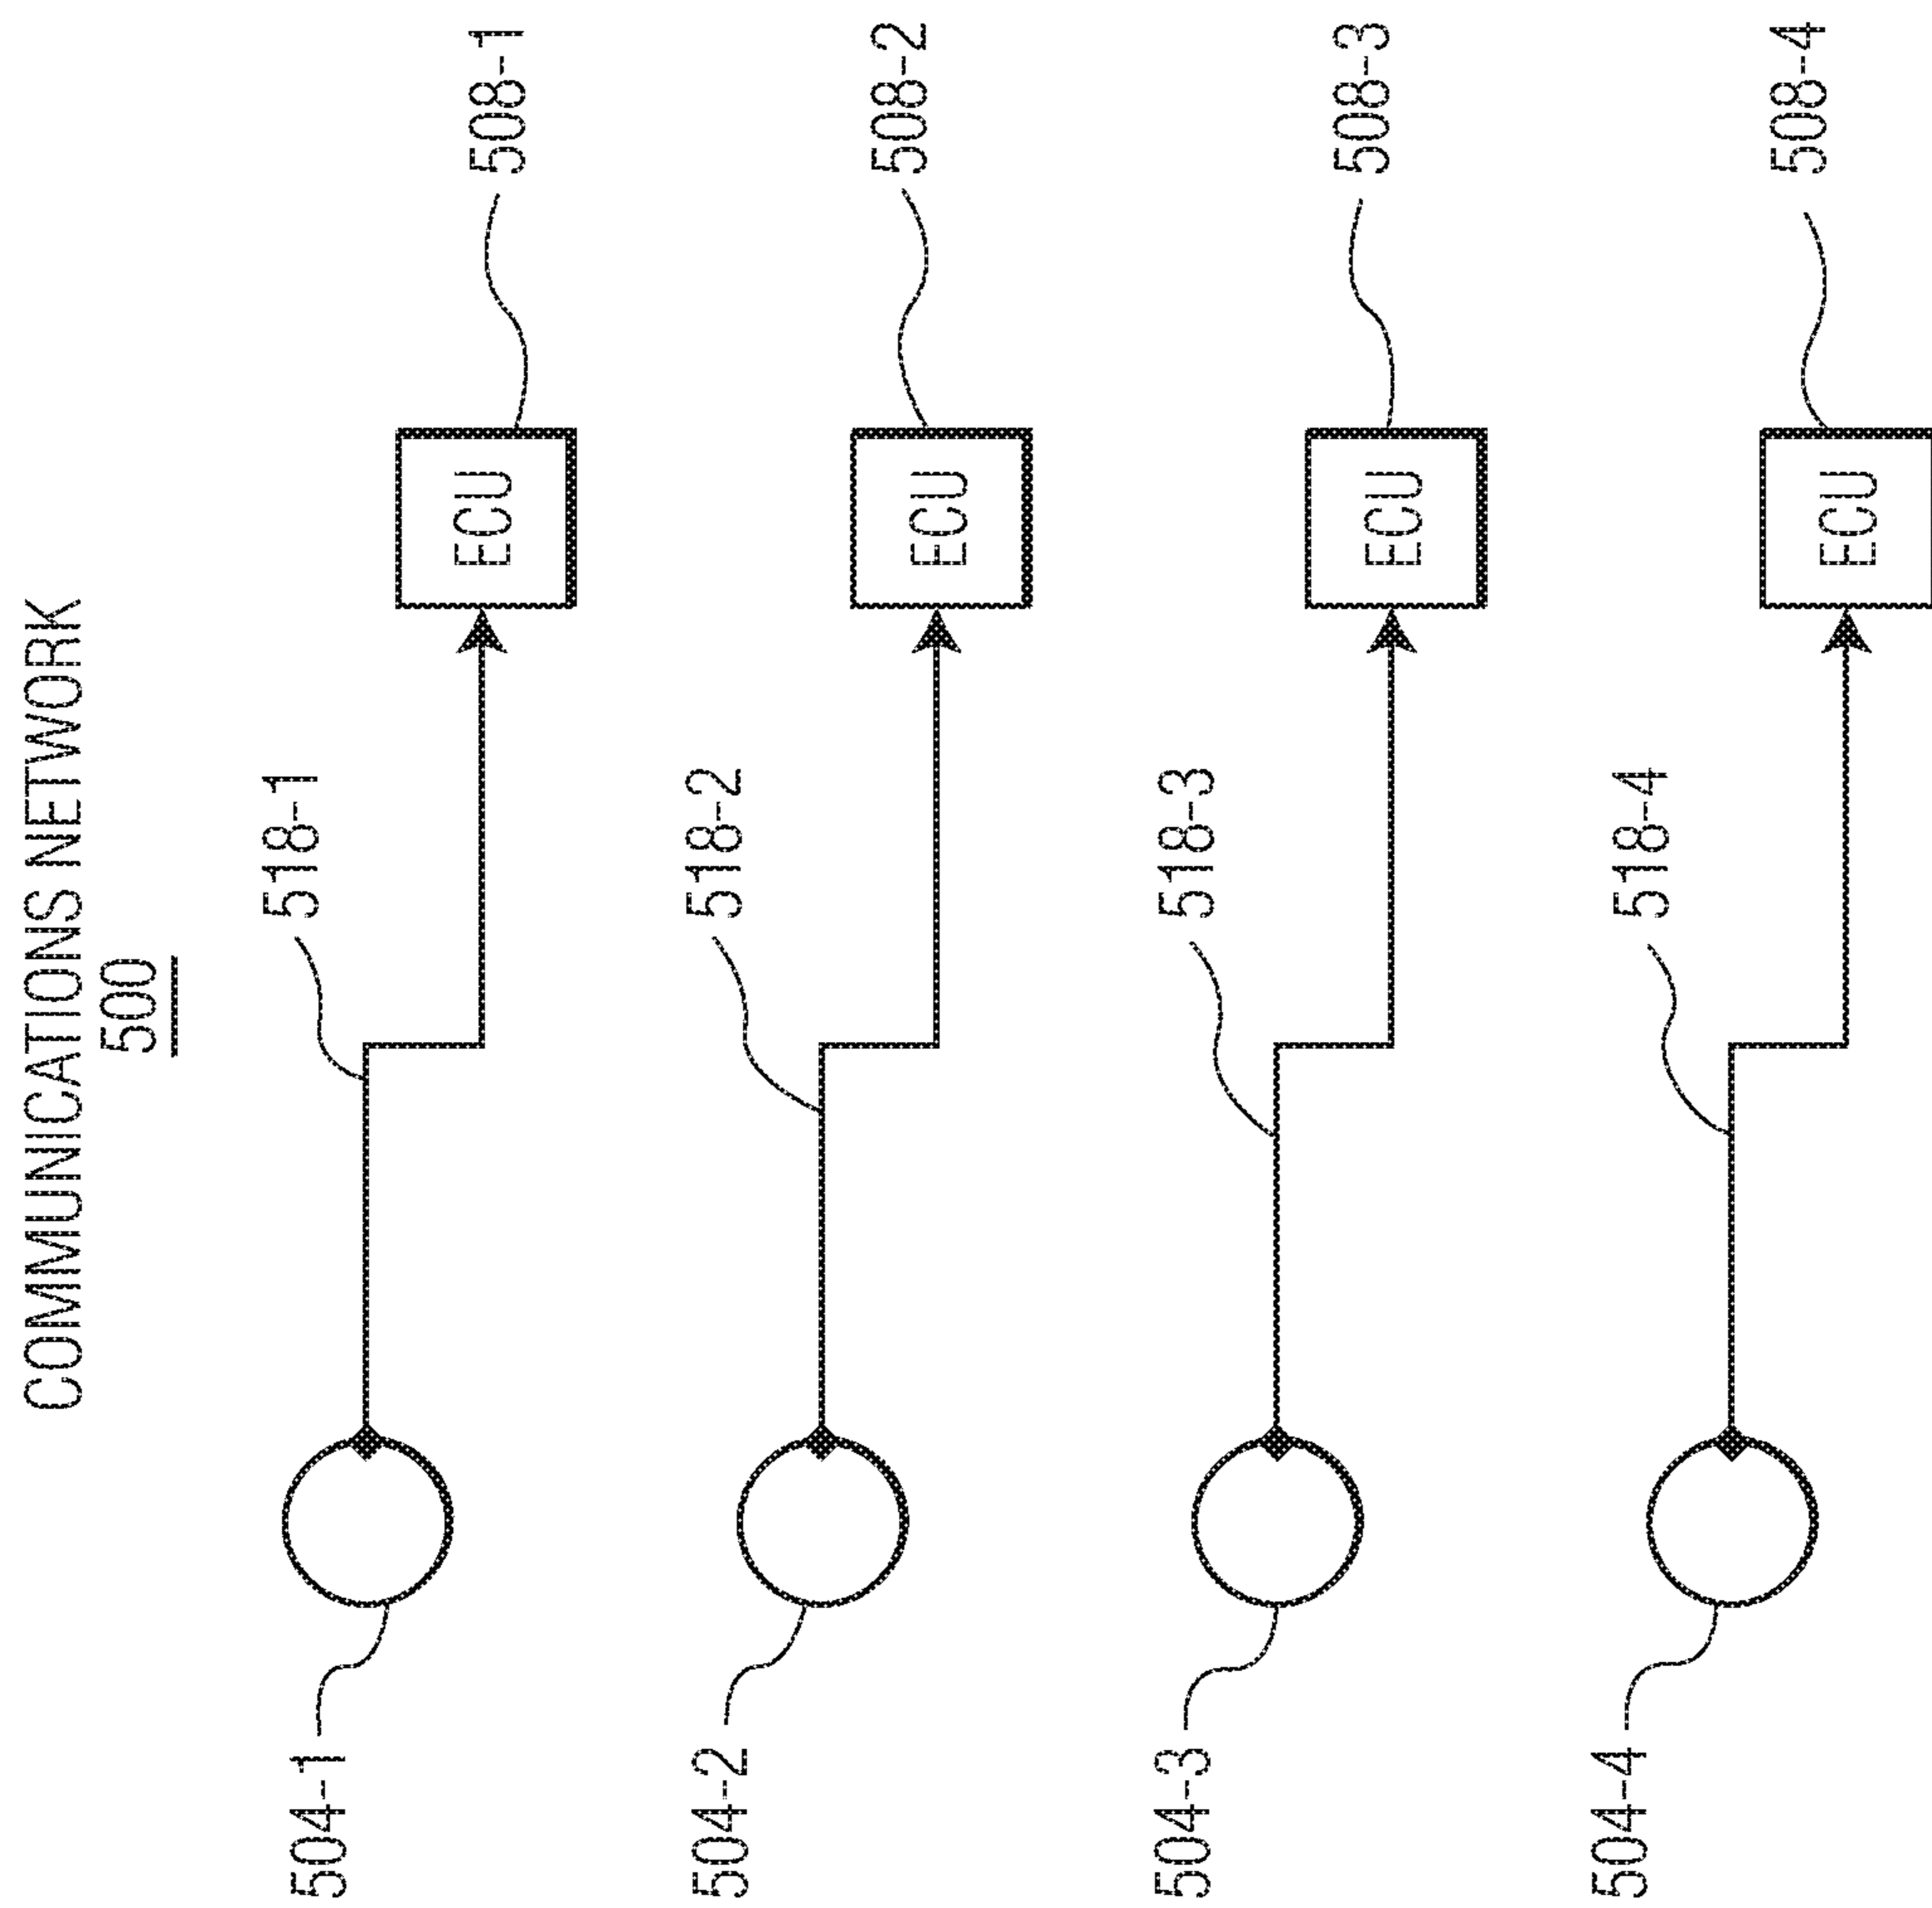 COMMUNICATIONS NETWORK
500
504-1
518-1
ECU
508-1
504-2
518-2
ECU
508-2
504-3
518-3
ECU
508-3
504-4
518-4
ECU
508-4